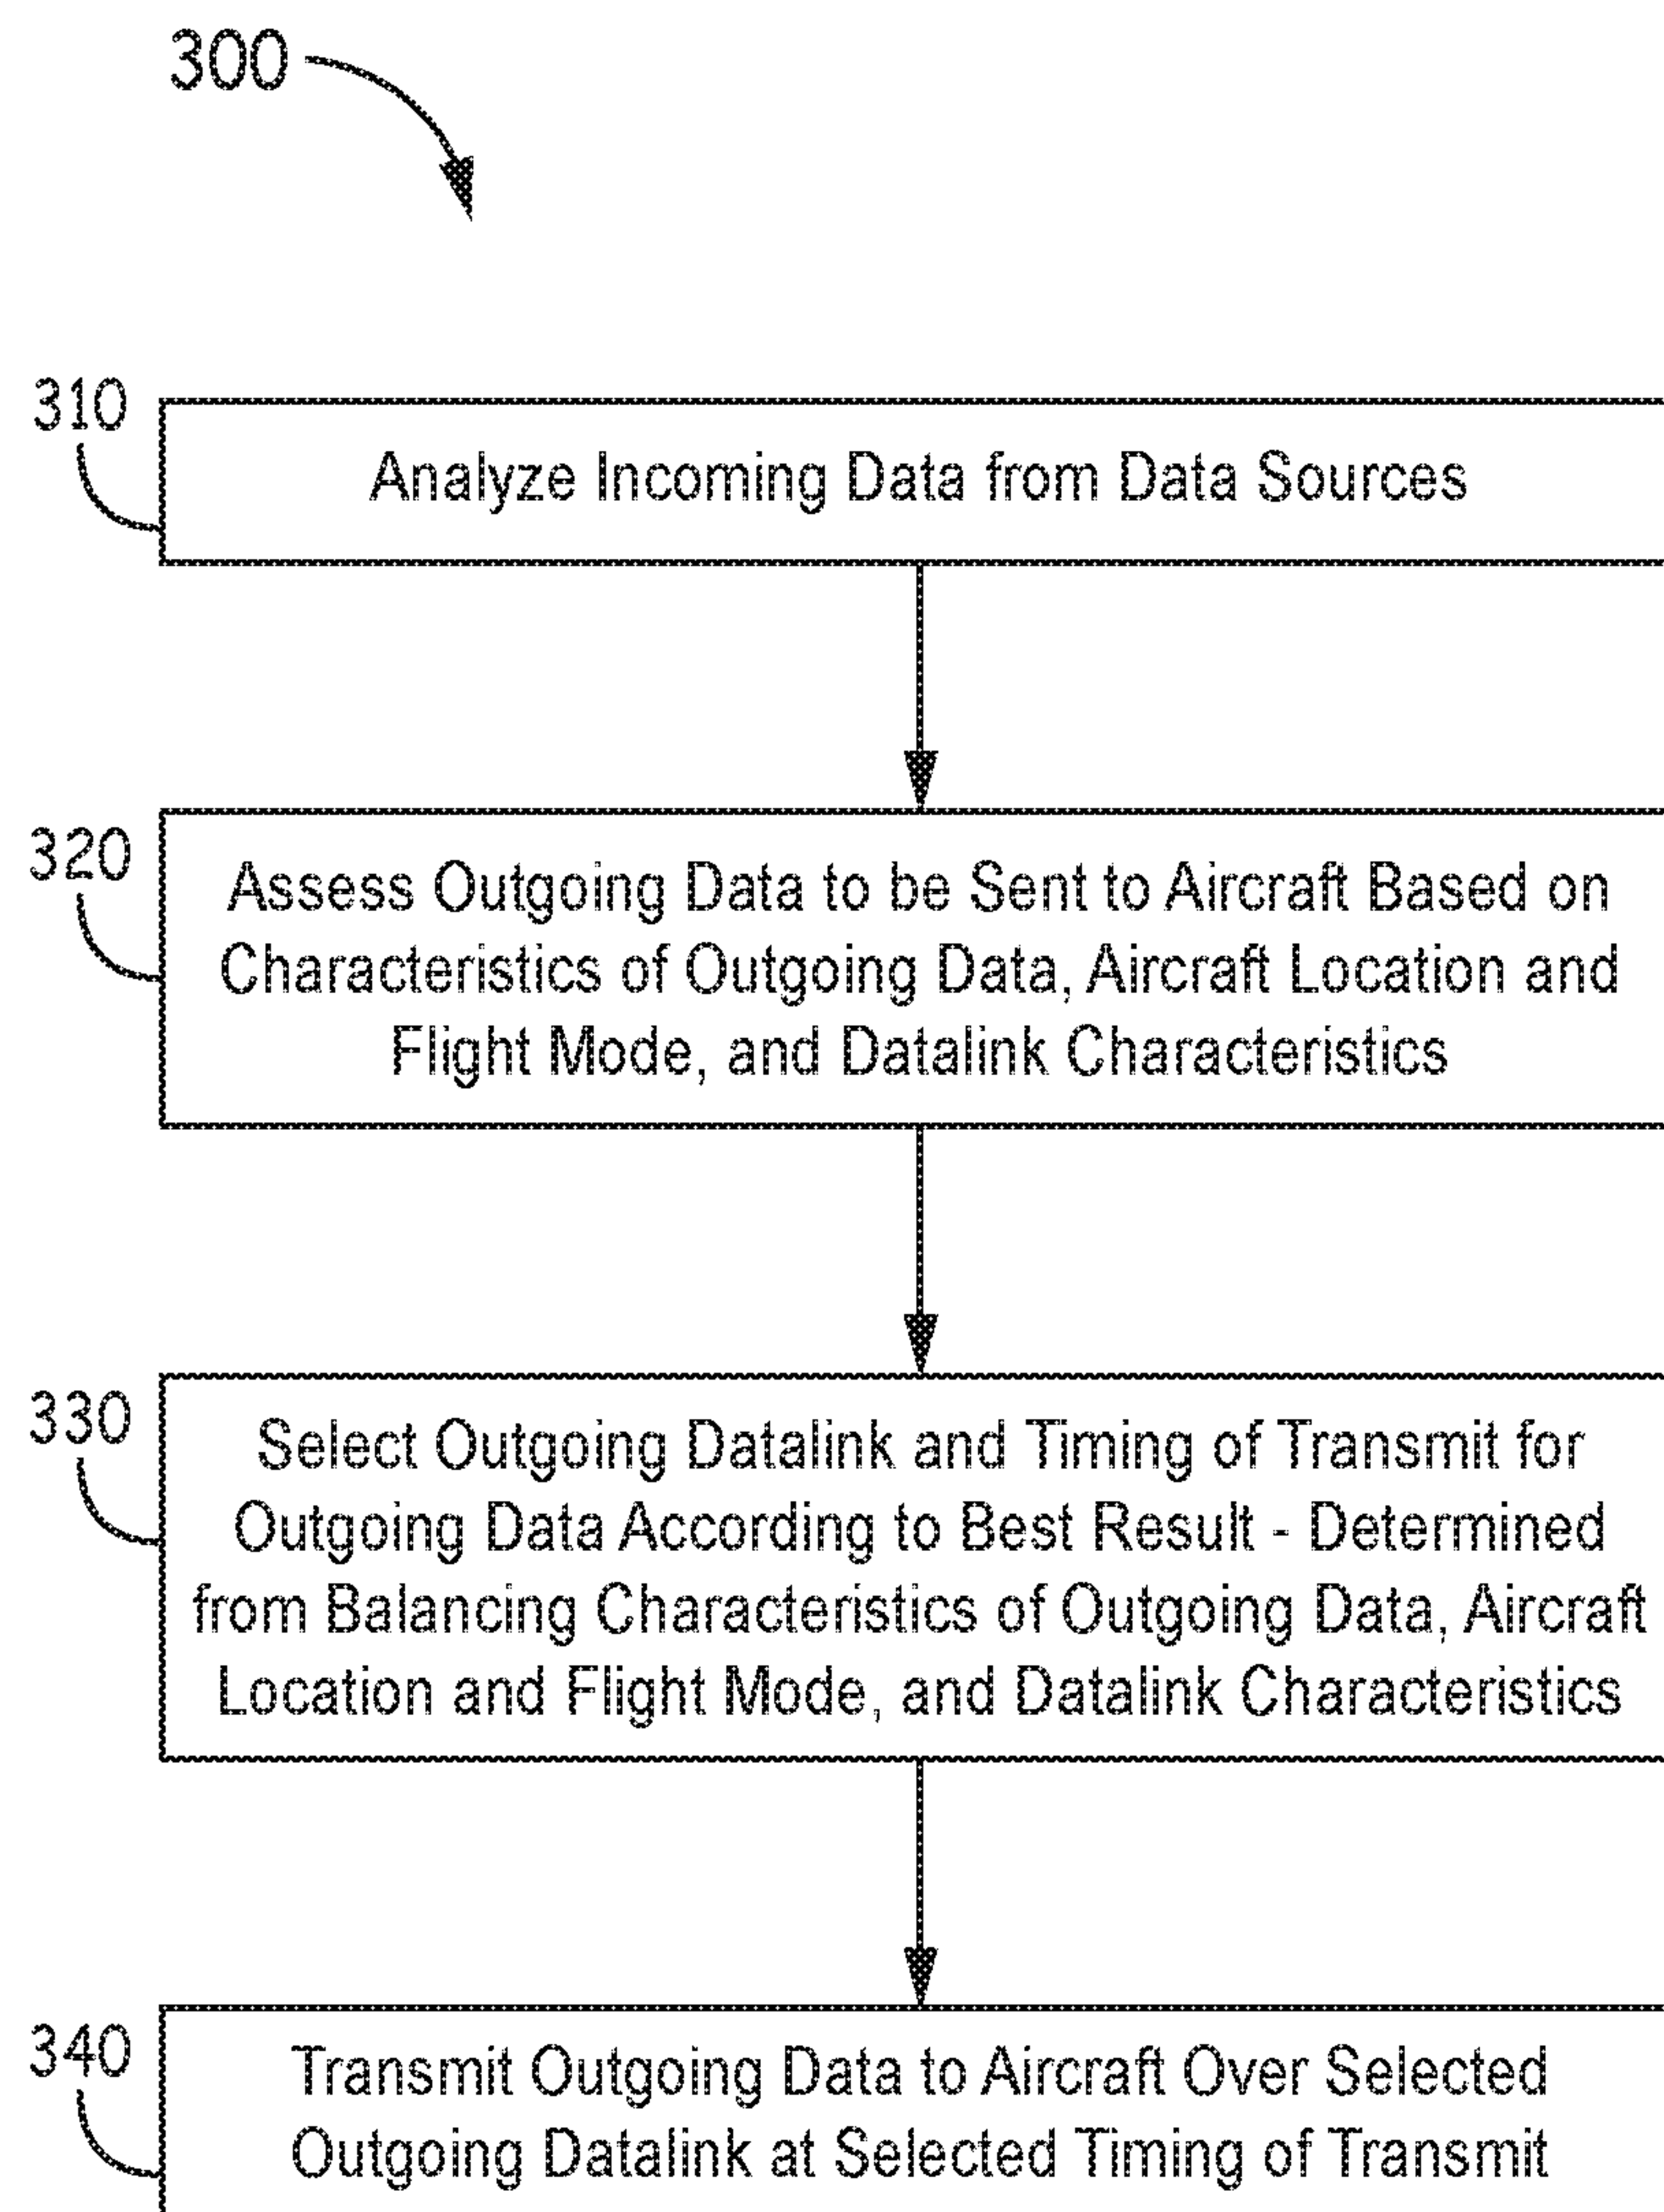 300
310
Analyze Incoming Data from Data Sources
320
Assess Outgoing Data to be Sent to Aircraft Based on
Characteristics of Outgoing Data, Aircraft Location and
Flight Mode, and Datalink Characteristics
330
Select Outgoing Datalink and Timing of Transmit for
Outgoing Data According to Best Result - Determined
from Balancing Characteristics of Outgoing Data, Aircraft
Location and Flight Mode, and Datalink Characteristics
340
Transmit Outgoing Data to Aircraft Over Selected
Outgoing Datalink at Selected Timing of Transmit